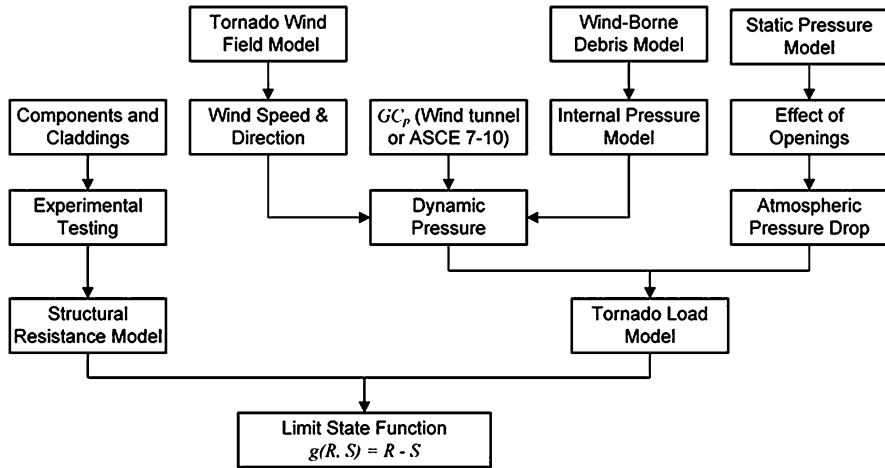 Tornado Wind
Field Model
Wind-Borne
Debris Model
Static Pressure
Model
Components and
Claddings
Wind Speed &
Direction
GCp (Wind tunnel
or ASCE 7-10)
Internal Pressure
Model
Effect of
Openings
Experimental
Testing
Dynamic
Pressure
Atmospheric
Pressure Drop
Structural
Resistance Model
Tornado Load
Model
Limit State Function
g(R, S) = R - S